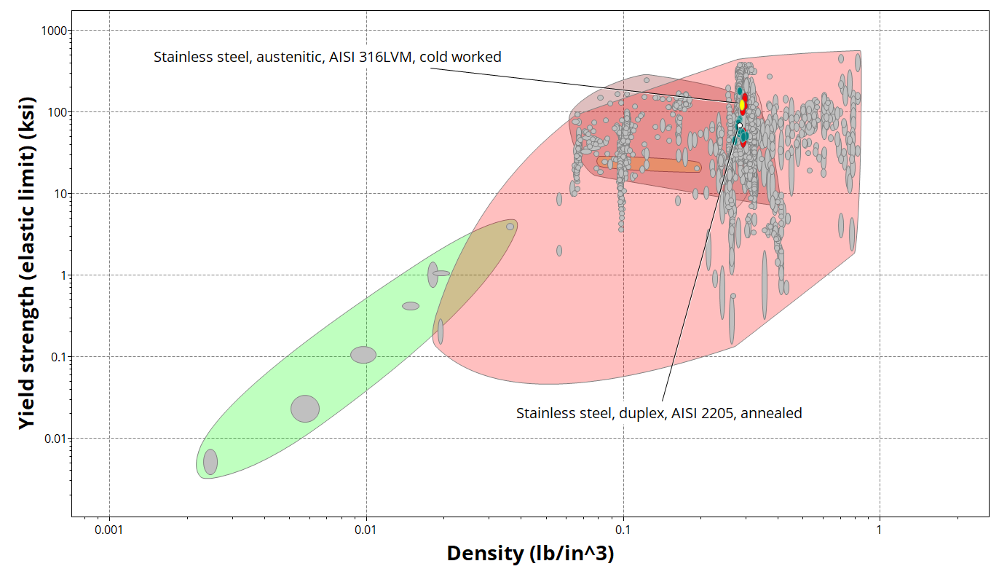 1000
Stainless steel, austenitic, AISI 316LVM, cold worked
100
10
1
0.1
0.01
Yield strength (elastic limit) (ksi)
Stainless steel, duplex, AISI 2205, annealed
0.001
0.01
0.1
1
Density (lb/in^3)